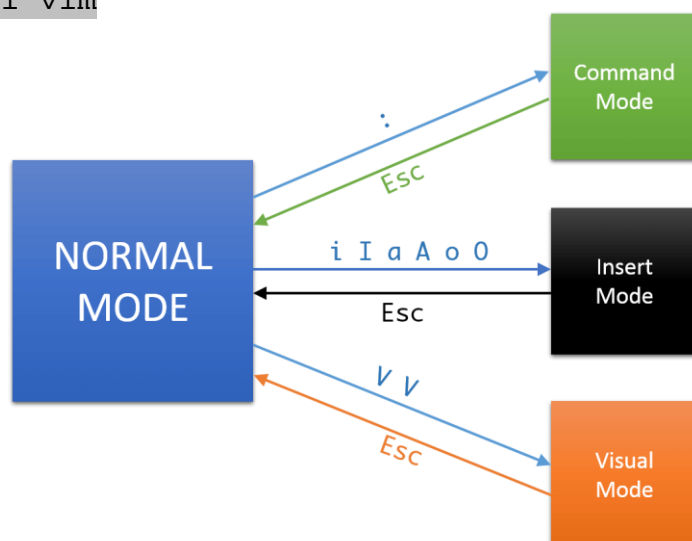 :
Esc
Command
Mode
NORMAL
MODE
i I a A o O
Esc
Insert
Mode
V V
Esc
Visual
Mode